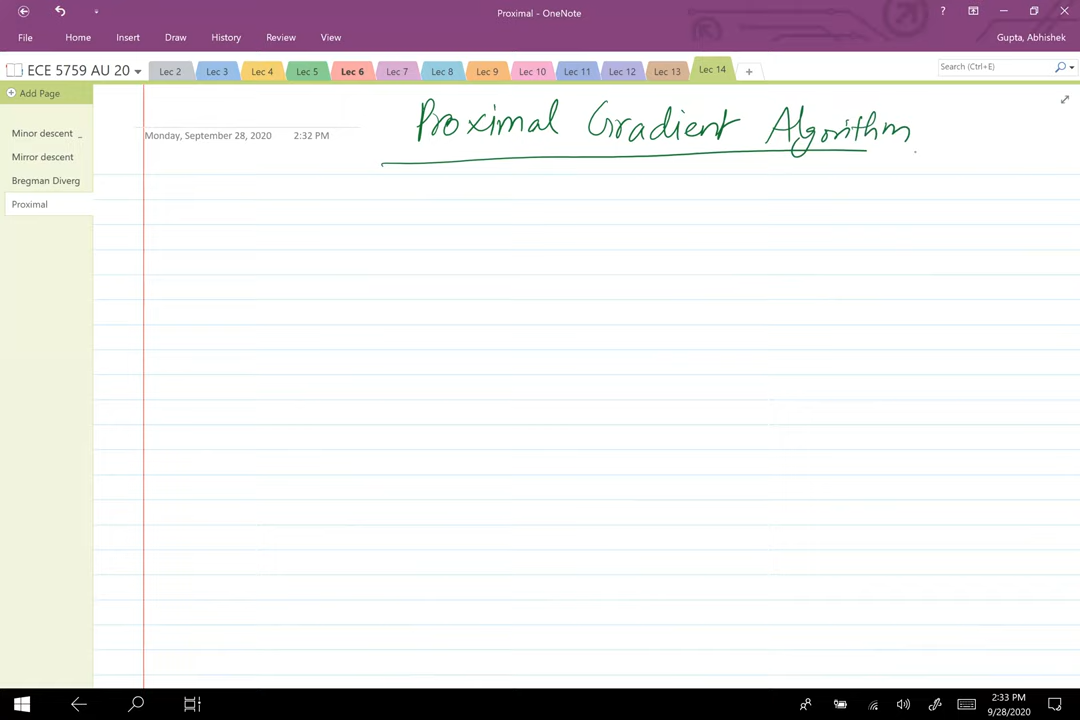 Proximal - OneNote
?
File
Home
Insert
Draw
History
Review
View
Gupta, Abhishek
ECE 5759 AU 20
Lec 2
Lec 3
Lec 4
Lec 5
Lec 6
Lec 7
Lec 8
Lec 9
Lec 10
Lec 11
Lec 12
Lec 13
Lec 14
+
Search (Ctrl+E)
Add Page
Minor descent
Mirror descent
Bregman Diverg
Proximal
Proximal Gradient Algorithm
Monday, September 28, 2020 2:32 PM
2:33 PM
9/28/2020